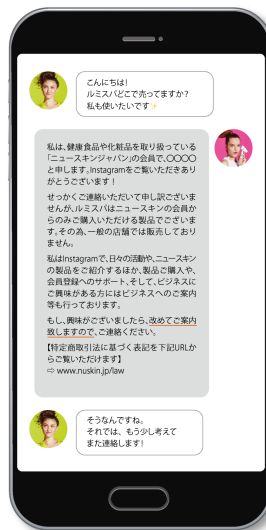 こんにちは!
ルミスパどこで売ってますか?
私も使いたいです✨
私は、健康食品や化粧品を取り扱っている
「ニュースキンジャパン」の会員で、〇〇〇〇
と申します。Instagramをご覧いただきあり
がとうございます！
せっかくご連絡いただいて申し訳ございま
せんが、ルミスパはニュースキンの会員か
らのみご購入いただける製品でございま
す。その為、一般の店舗では販売しており
ません。
私はInstagramで、日々の活動や、ニュースキン
の製品をご紹介するほか、製品ご購入や、
会員登録へのサポート、そして、ビジネスに
ご興味がある方にはビジネスへのご案内
等も行っております。
もし、興味がございましたら、改めてご案内
致しますので、ご連絡ください。
【特定商取引法に基づく表記を下記URLか
らご覧いただけます】
⇨ www.nuskin.jp/law
そうなんですね。
それでは、もう少し考えて
また連絡します!